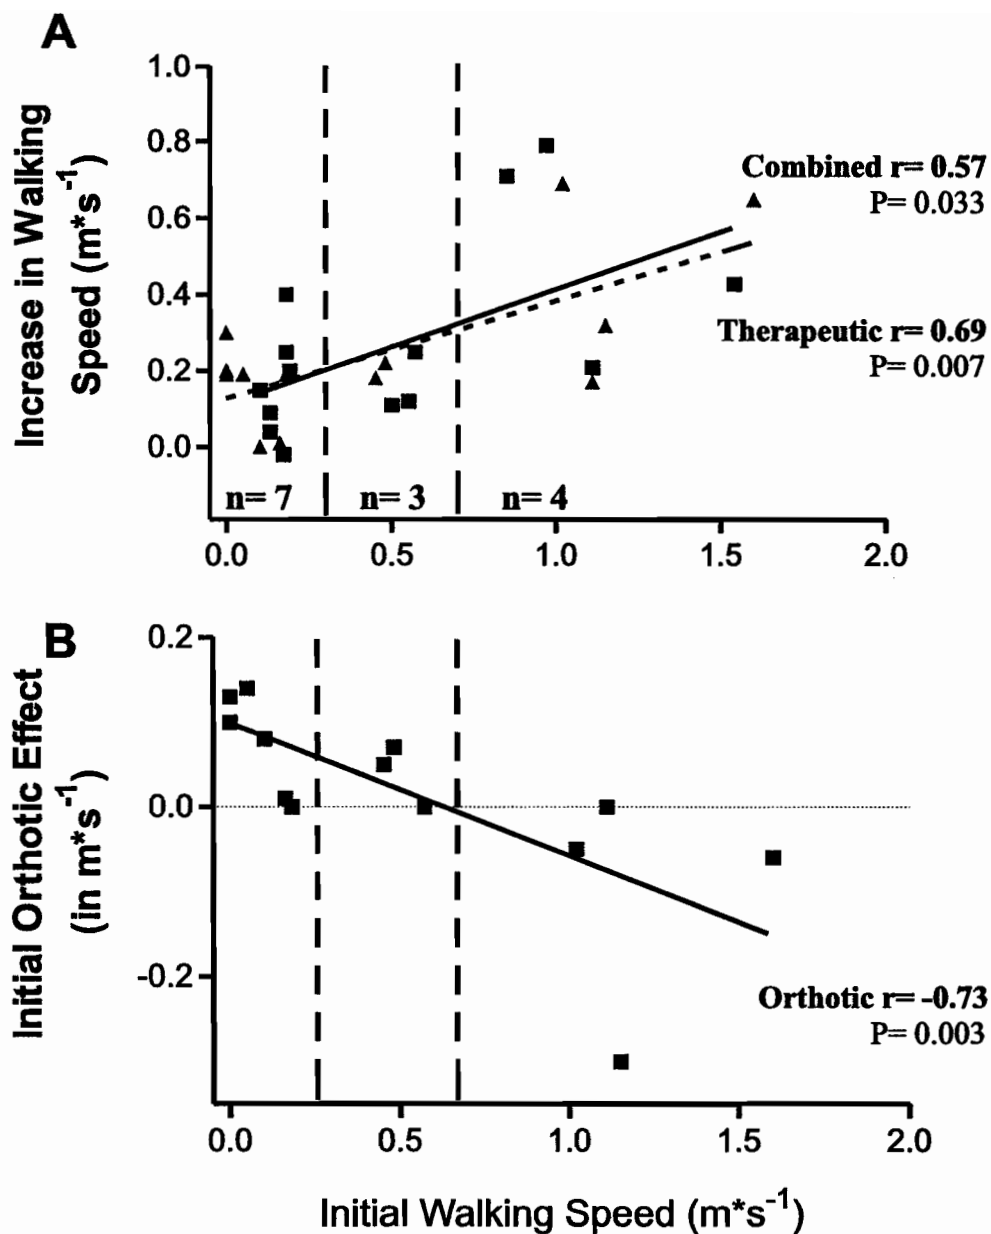 A
Increase in Walking
Speed (m*s-1)
1.0
0.8
0.6
0.4
0.2
0.0
Combined r= 0.57
P= 0.033
Therapeutic r= 0.69
P= 0.007
n= 7
n= 3
n= 4
0.0
0.5
1.0
1.5
2.0
B
Initial Orthotic Effect
(in m*s-1)
0.2
0.0
-0.2
Orthotic r= -0.73
P= 0.003
0.0
0.5
1.0
1.5
2.0
Initial Walking Speed (m*s-1)